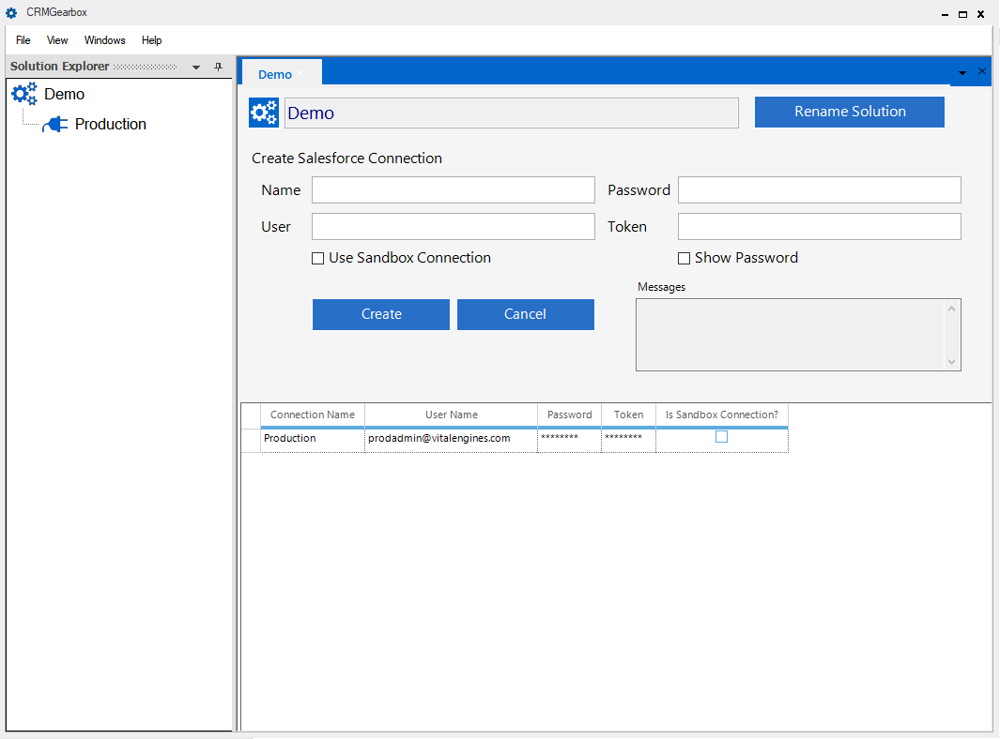 CRMGearbox
File View Windows Help
Solution Explorer
Demo
Production
Demo
Demo
Rename Solution
Create Salesforce Connection
Name
Password
User
Token
Use Sandbox Connection
Show Password
Messages
Create
Cancel
Connection Name User Name Password Token Is Sandbox Connection?
Production prodadmin@vitalengines.com ******** ********